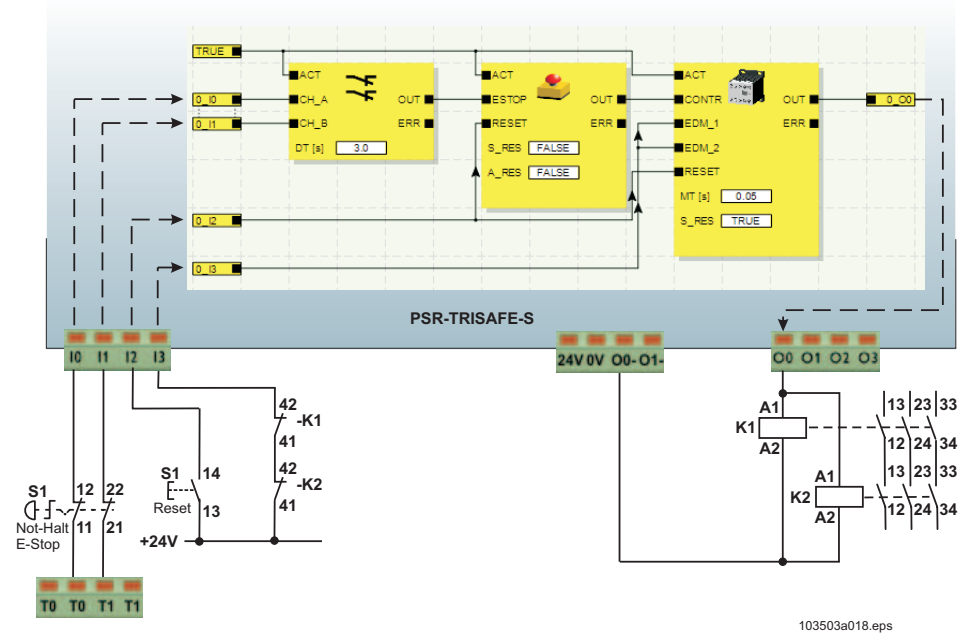 TRUE
ACT
ACT
ACT
0_I0
CH_A
OUT
ESTOP
OUT
CONTR
OUT
0_O0
0_I1
CH_B
ERR
RESET
ERR
EDM_1
ERR
DT [s] 3.0
S_RES FALSE
EDM_2
A_RES FALSE
RESET
MT [s] 0.05
0_I2
S_RES TRUE
0_I3
PSR-TRISAFE-S
I0 I1 I2 I3
24V 0V O0- O1-
O0 O1 O2 O3
42
-K1
41
42
-K2
41
S1
14
Reset
13
S1
12
22
Not-Halt
11
21
E-Stop
+24V
T0 T0 T1 T1
A1
K1
A2
13 23 33
12 24 34
A1
K2
A2
13 23 33
12 24 34
103503a018.eps